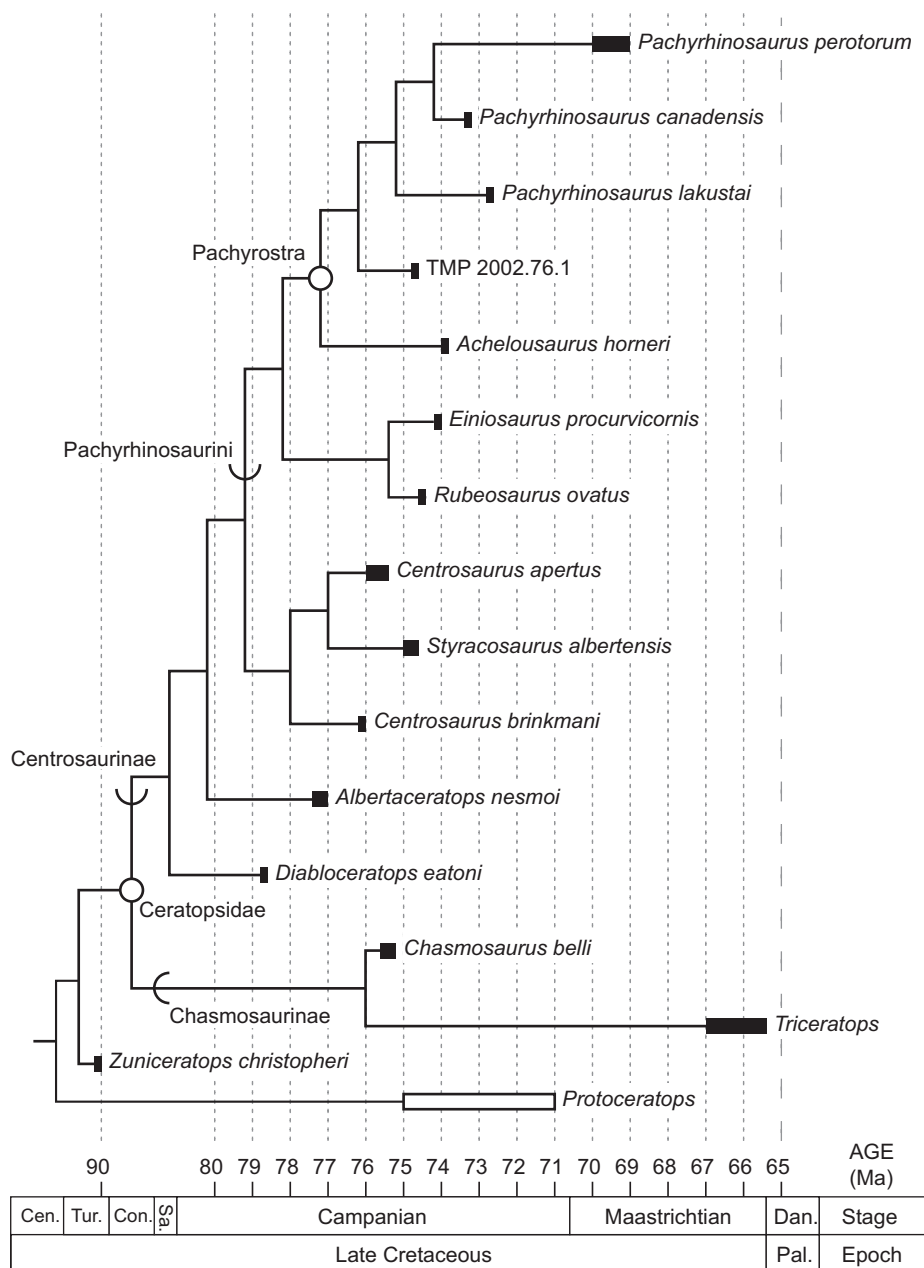 Pachyrhinosaurus perotorum
Pachyrhinosaurus canadensis
Pachyrhinosaurus lakustai
Pachyrostra
TMP 2002.76.1
Achelousaurus horneri
Einiosaurus procurvicornis
Pachyrhinosaurini
Rubeosaurus ovatus
Centrosaurus apertus
Styracosaurus albertensis
Centrosaurus brinkmani
Centrosaurinae
Albertaceratops nesmoi
Diabloceratops eatoni
Ceratopsidae
Chasmosaurus belli
Chasmosaurinae
Triceratops
Zuniceratops christopheri
Protoceratops
90 80 79 78 77 76 75 74 73 72 71 70 69 68 67 66 65 AGE
(Ma)
Cen. Tur. Con. Sa. Campanian Maastrichtian Dan. Stage
Late Cretaceous Pal. Epoch